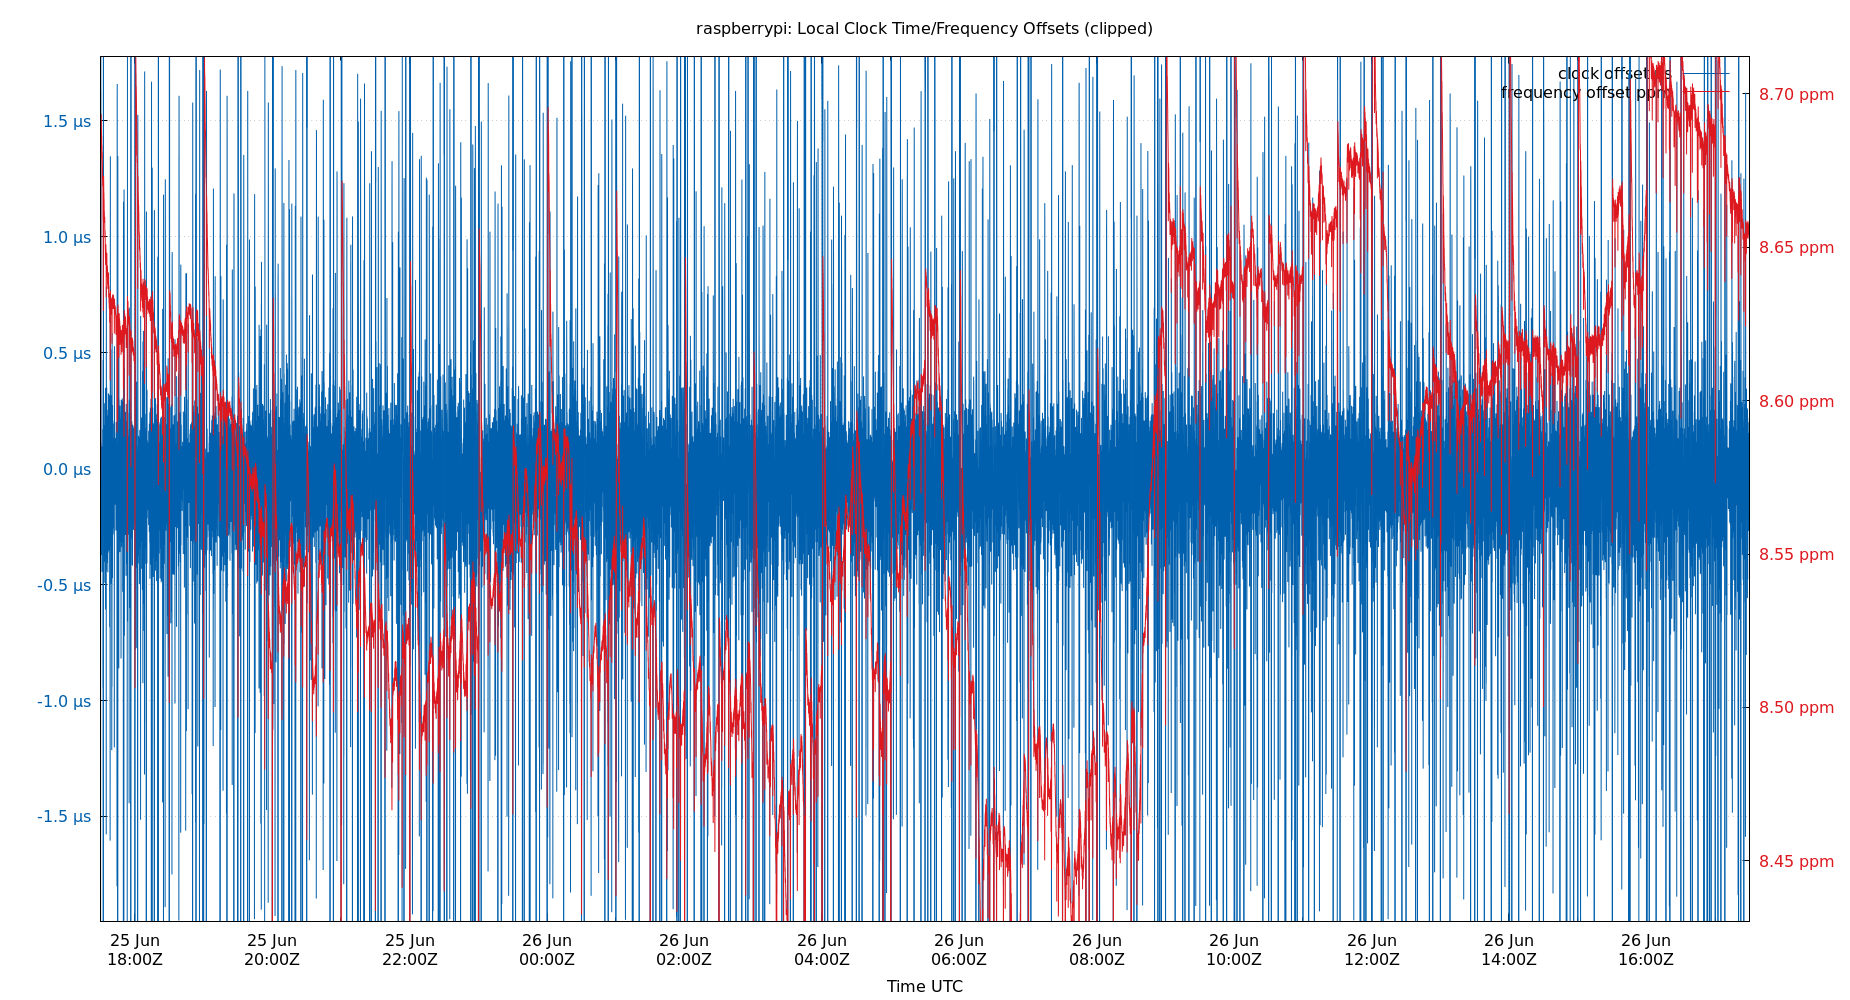 raspberrypi: Local Clock Time/Frequency Offsets (clipped)
clock offset
frequency offset ppm
1.5 µs
1.0 µs
0.5 µs
0.0 µs
-0.5 µs
-1.0 µs
-1.5 µs
8.70 ppm
8.65 ppm
8.60 ppm
8.55 ppm
8.50 ppm
8.45 ppm
25 Jun 25 Jun 25 Jun 26 Jun 26 Jun 26 Jun 26 Jun 26 Jun 26 Jun 26 Jun 26 Jun 26 Jun
18:00Z 20:00Z 22:00Z 00:00Z 02:00Z 04:00Z 06:00Z 08:00Z 10:00Z 12:00Z 14:00Z 16:00Z
Time UTC